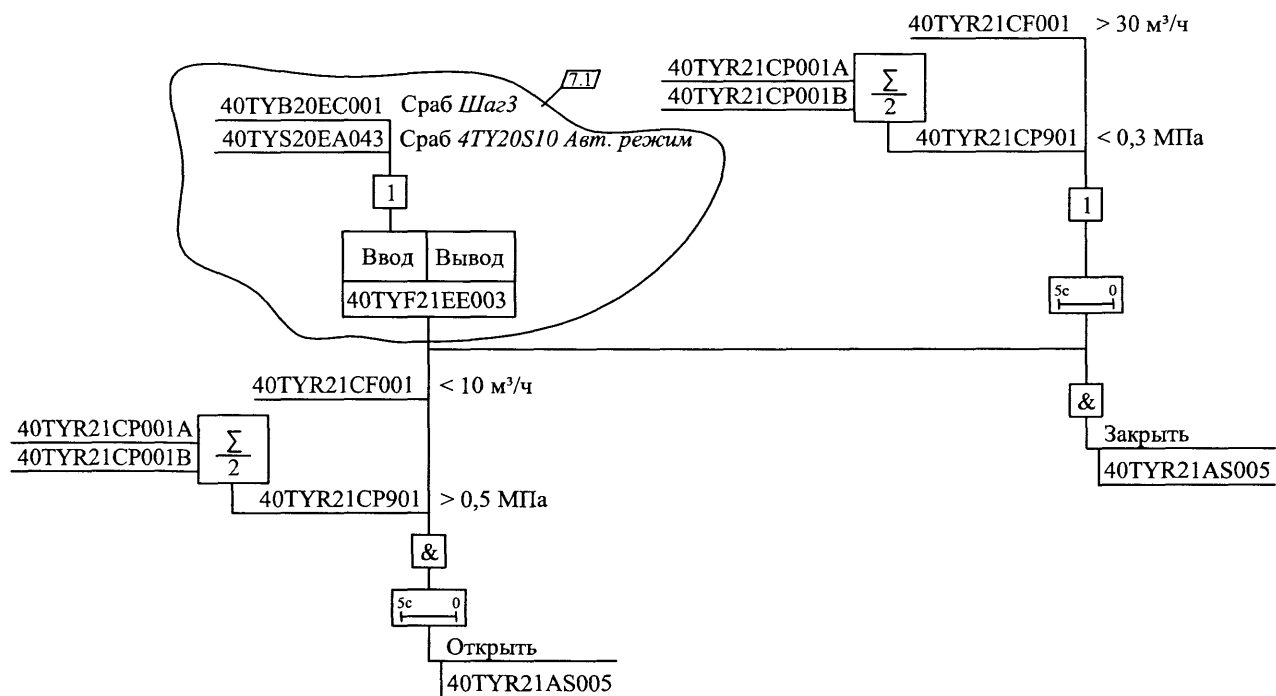 40TYR21CF001 > 30 м³/ч
40TYR21CP001A
40TYR21CP001B
Σ
2
40TYR21CP901 < 0,3 МПа
1
5с 0
&
Закрыть
40TYR21AS005
7.1
40TYB20EC001 Сраб Шаг3
40TYS20EA043 Сраб 4TY20S10 Авт. режим
1
Ввод Вывод
40TYF21EE003
40TYR21CF001 < 10 м³/ч
40TYR21CP001A
40TYR21CP001B
Σ
2
40TYR21CP901 > 0,5 МПа
&
5с 0
Открыть
40TYR21AS005